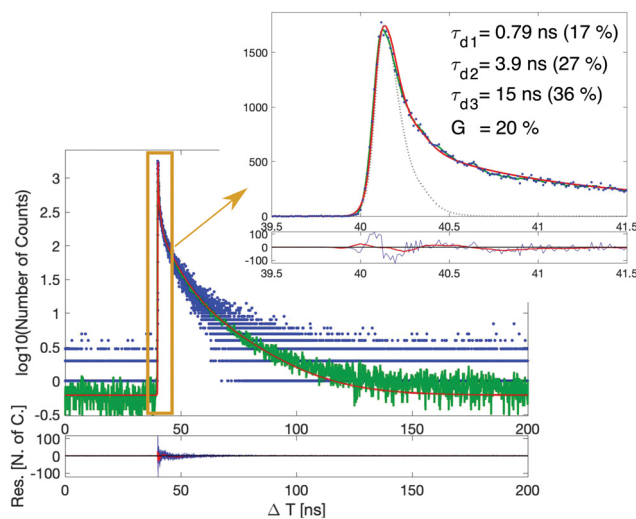 τd1= 0.79 ns (17 %)
τd2= 3.9 ns (27 %)
τd3= 15 ns (36 %)
G = 20 %
1500
1000
500
0
39.5 40 40.5 41 41.5
100
-100
39.5 40 40.5 41 41.5
log10(Number of Counts)
3
2.5
2
1.5
1
0.5
0
-0.5
0 50 100 150 200
Res. [N. of C.]
100
0
-100
0 50 100 150 200
Δ T [ns]